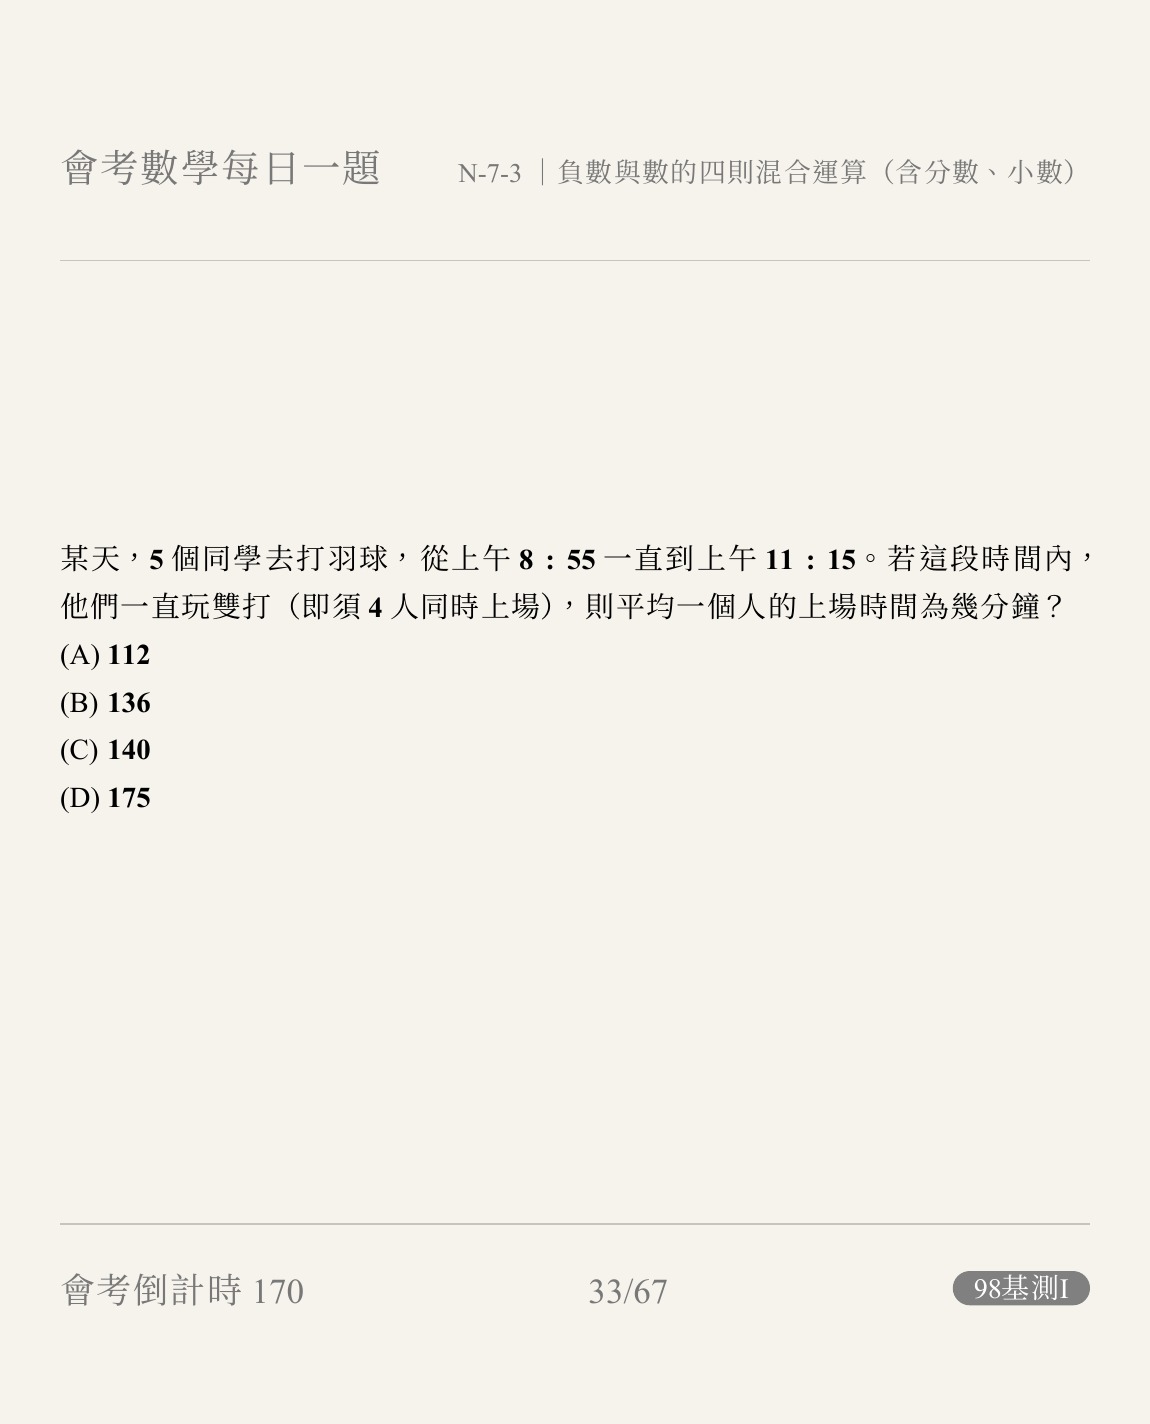 會考數學每日一題
N-7-3｜負數與數的四則混合運算（含分數、小數）
某天，5 個同學去打羽球，從上午 8：55 一直到上午 11：15。若這段時間內，
他們一直玩雙打（即須 4 人同時上場），則平均一個人的上場時間為幾分鐘？
(A) 112
(B) 136
(C) 140
(D) 175
會考倒計時 170
33/67
98基測I